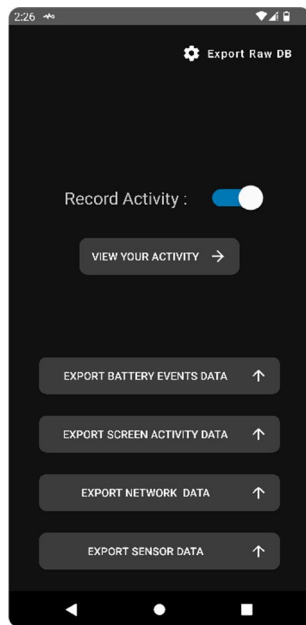 2:26
Export Raw DB
Record Activity :
VIEW YOUR ACTIVITY
EXPORT BATTERY EVENTS DATA
EXPORT SCREEN ACTIVITY DATA
EXPORT NETWORK DATA
EXPORT SENSOR DATA